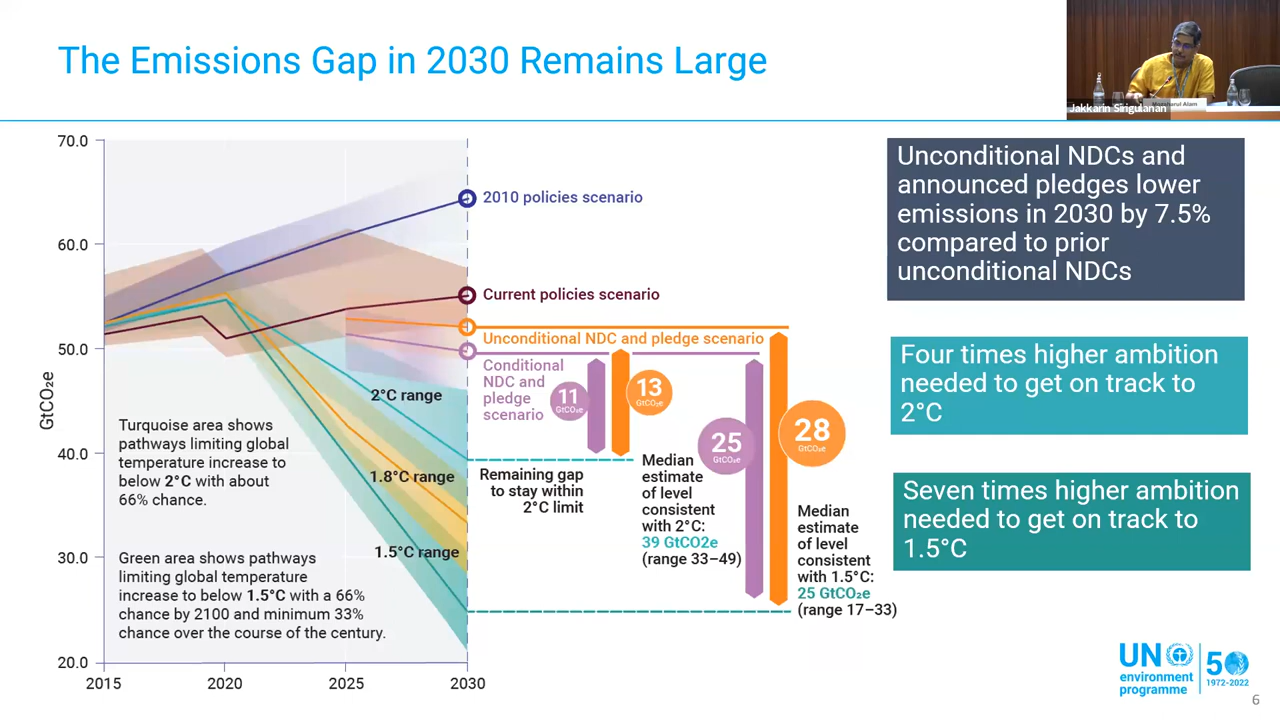 The Emissions Gap in 2030 Remains Large
Jakkarin Sirigulanan
Mozaharul Alam
70.0
60.0
50.0
40.0
30.0
20.0
GtCO₂e
2015
2020
2025
2030
2010 policies scenario
Current policies scenario
Unconditional NDC and pledge scenario
Conditional
NDC and
pledge
scenario
11
GtCO₂e
13
GtCO₂e
25
GtCO₂e
28
GtCO₂e
2°C range
1.8°C range
1.5°C range
Turquoise area shows
pathways limiting global
temperature increase to
below 2°C with about
66% chance.
Green area shows pathways
limiting global temperature
increase to below 1.5°C with a 66%
chance by 2100 and minimum 33%
chance over the course of the century.
Remaining gap
to stay within
2°C limit
Median
estimate
of level
consistent
with 2°C:
39 GtCO2e
(range 33–49)
Median
estimate
of level
consistent
with 1.5°C:
25 GtCO₂e
(range 17–33)
Unconditional NDCs and
announced pledges lower
emissions in 2030 by 7.5%
compared to prior
unconditional NDCs
Four times higher ambition
needed to get on track to
2°C
Seven times higher ambition
needed to get on track to
1.5°C
UN
environment
programme
50
1972-2022
6